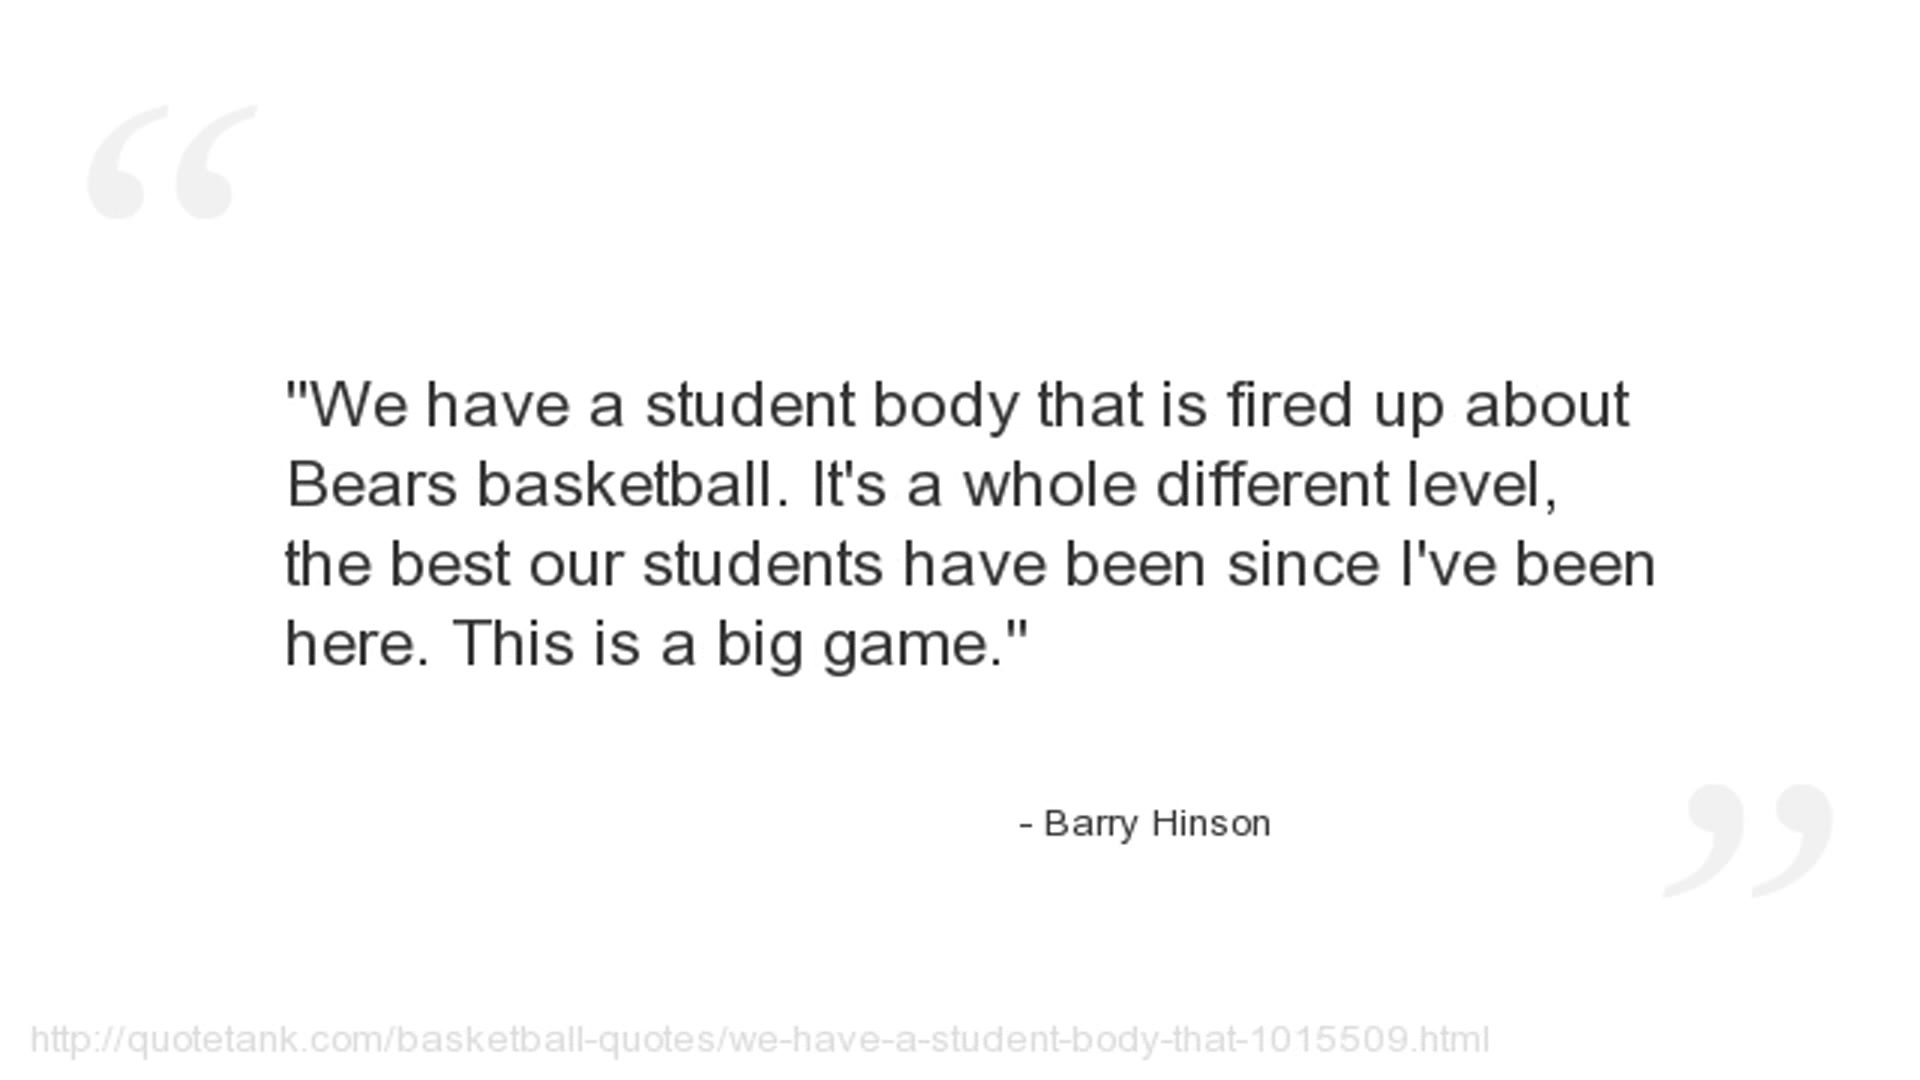 "We have a student body that is fired up about
Bears basketball. It's a whole different level,
the best our students have been since I've been
here. This is a big game."
- Barry Hinson
http://quotetank.com/basketball-quotes/we-have-a-student-body-that-1015509.html